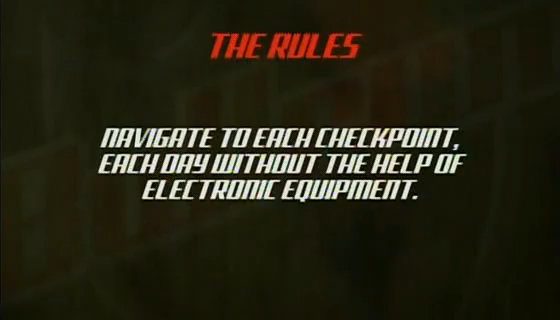 THE RULES
NAVIGATE TO EACH CHECKPOINT,
EACH DAY WITHOUT THE HELP OF
ELECTRONIC EQUIPMENT.